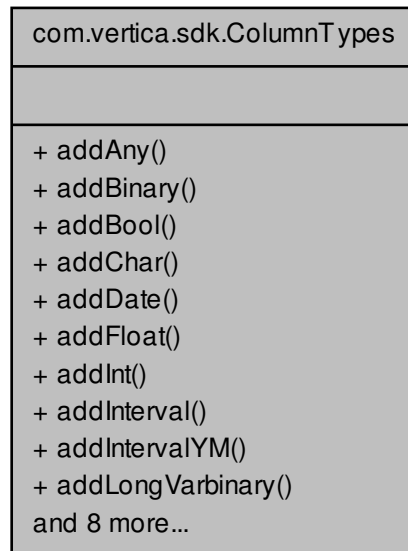 com.vertica.sdk.ColumnTypes
+ addAny()
+ addBinary()
+ addBool()
+ addChar()
+ addDate()
+ addFloat()
+ addInt()
+ addInterval()
+ addIntervalYM()
+ addLongVarbinary()
and 8 more...